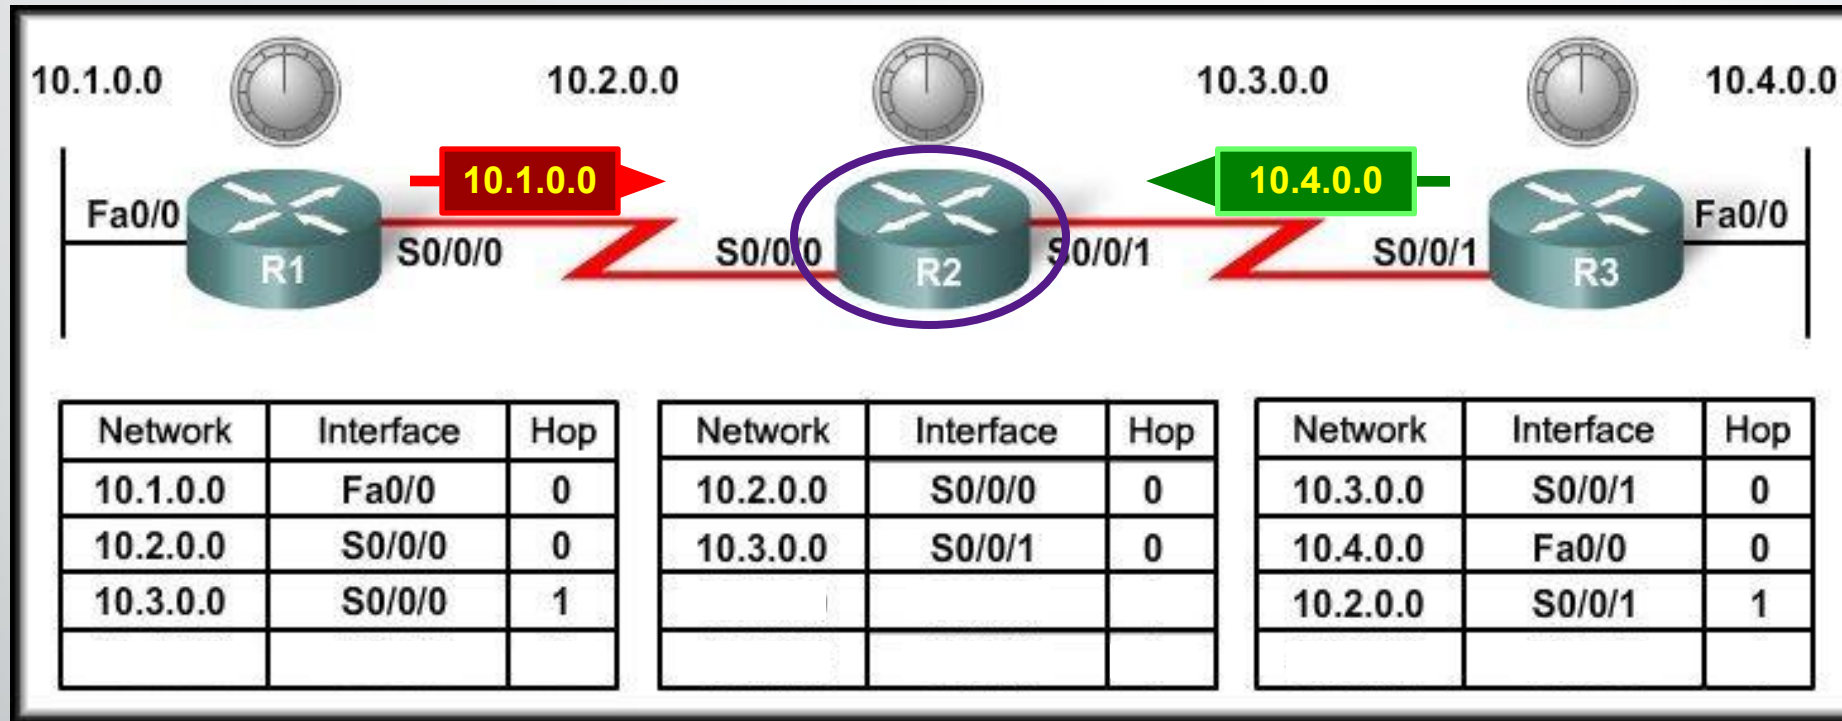 10.1.0.0 10.2.0.0 10.3.0.0 10.4.0.0
10.1.0.0 10.4.0.0
Fa0/0 Fa0/0
S0/0/0 S0/0/0 S0/0/1 S0/0/1
R1 R2 R3
Network Interface Hop
10.1.0.0 Fa0/0 0
10.2.0.0 S0/0/0 0
10.3.0.0 S0/0/0 1
Network Interface Hop
10.2.0.0 S0/0/0 0
10.3.0.0 S0/0/1 0
Network Interface Hop
10.3.0.0 S0/0/1 0
10.4.0.0 Fa0/0 0
10.2.0.0 S0/0/1 1